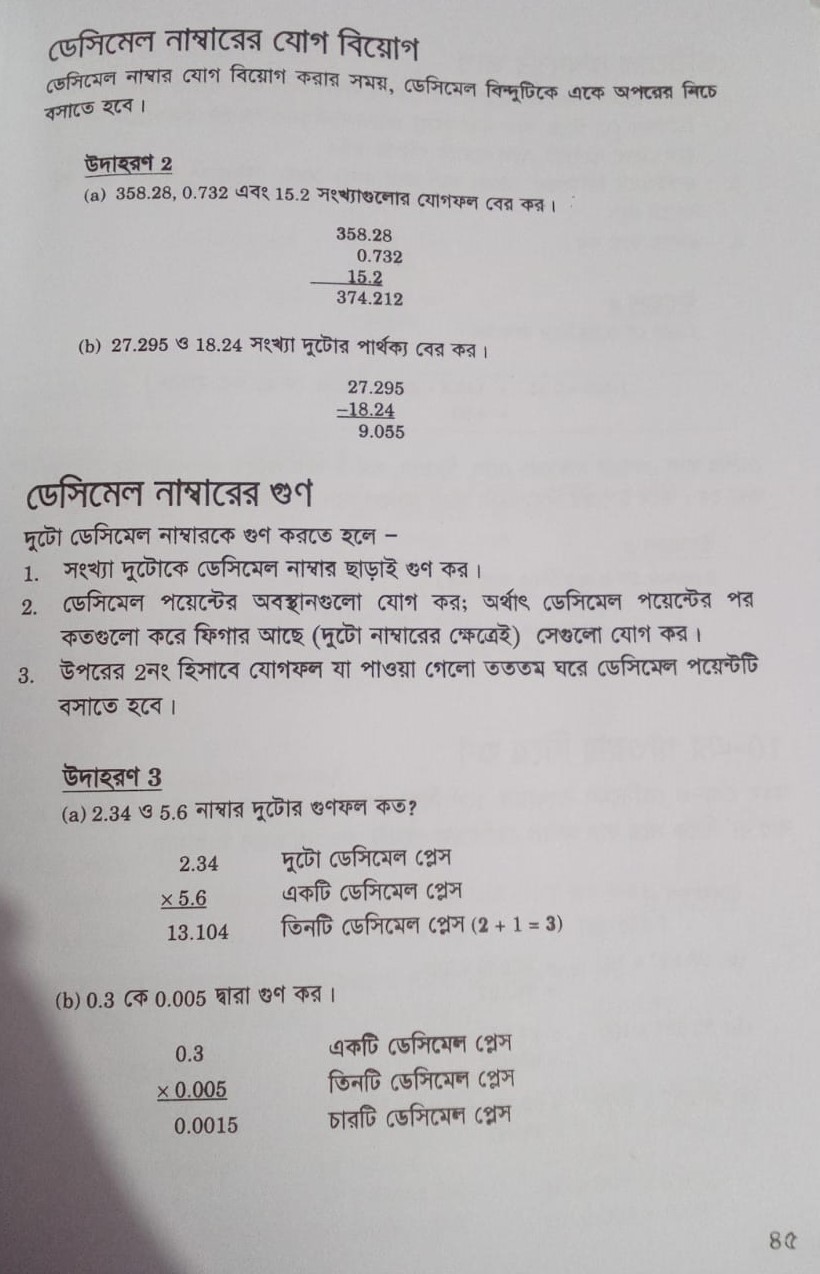 ডেসিমেল নাম্বারের যোগ বিয়োগ
ডেসিমেল নাম্বার যোগ বিয়োগ করার সময়, ডেসিমেল বিন্দুটিকে একে অপরের নিচে
বসাতে হবে।
উদাহরণ 2
(a) 358.28, 0.732 এবং 15.2 সংখ্যাগুলোর যোগফল বের কর।
358.28
0.732
15.2
374.212
(b) 27.295 ও 18.24 সংখ্যা দুটোর পার্থক্য বের কর।
27.295
–18.24
9.055
ডেসিমেল নাম্বারের গুণ
দুটো ডেসিমেল নাম্বারকে গুণ করতে হলে –
1. সংখ্যা দুটোকে ডেসিমেল নাম্বার ছাড়াই গুণ কর।
2. ডেসিমেল পয়েন্টের অবস্থানগুলো যোগ কর; অর্থাৎ ডেসিমেল পয়েন্টের পর
কতগুলো করে ফিগার আছে (দুটো নাম্বারের ক্ষেত্রেই) সেগুলো যোগ কর।
3. উপরের 2নং হিসাবে যোগফল যা পাওয়া গেলো তততম ঘরে ডেসিমেল পয়েন্টটি
বসাতে হবে।
উদাহরণ 3
(a) 2.34 ও 5.6 নাম্বার দুটোর গুণফল কত?
2.34 দুটো ডেসিমেল প্লেস
× 5.6 একটি ডেসিমেল প্লেস
13.104 তিনটি ডেসিমেল প্লেস (2 + 1 = 3)
(b) 0.3 কে 0.005 দ্বারা গুণ কর।
0.3 একটি ডেসিমেল প্লেস
× 0.005 তিনটি ডেসিমেল প্লেস
0.0015 চারটি ডেসিমেল প্লেস
৪৫